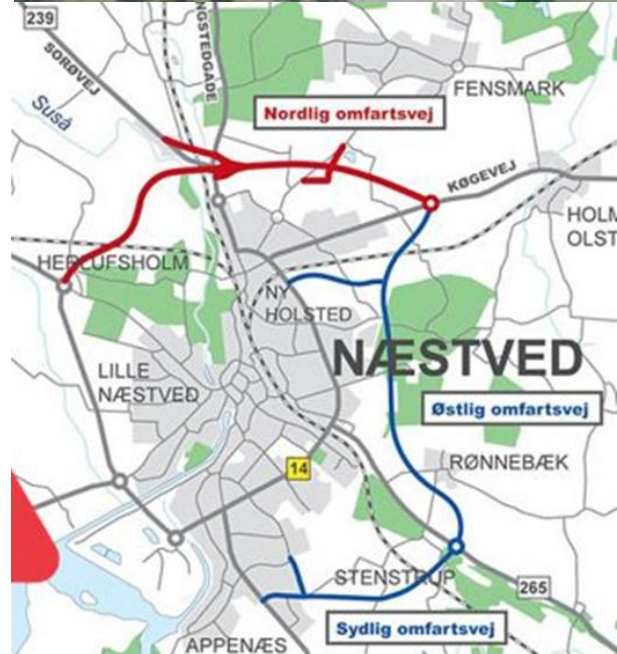 239
SORØVEJ
NGSTEDGADE
Suså
FENSMARK
Nordlig omfartsvej
KØGEVEJ
HOLM
OLST
HERLUFSHOLM
NY
HOLSTED
NÆSTVED
LILLE
NÆSTVED
Østlig omfartsvej
RØNNEBÆK
14
STENSTRUP
265
Sydlig omfartsvej
APPENÆS